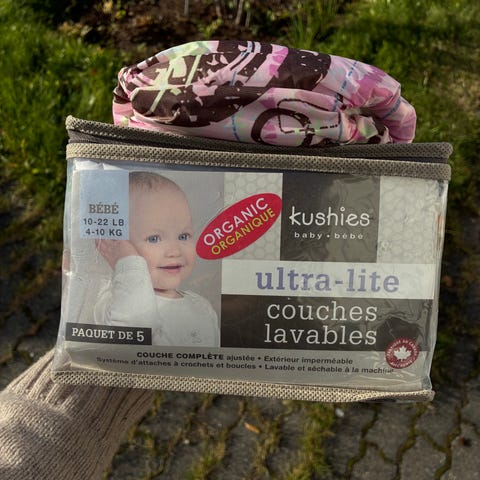 BÉBÉ
10-22 LB
4-10 KG
ORGANIC
ORGANIQUE
kushies
baby • bébé
ultra-lite
couches
lavables
PAQUET DE 5
COUCHE COMPLÈTE ajustée • Extérieur imperméable
Système d'attaches à crochets et boucles • Lavable et séchable à la machine